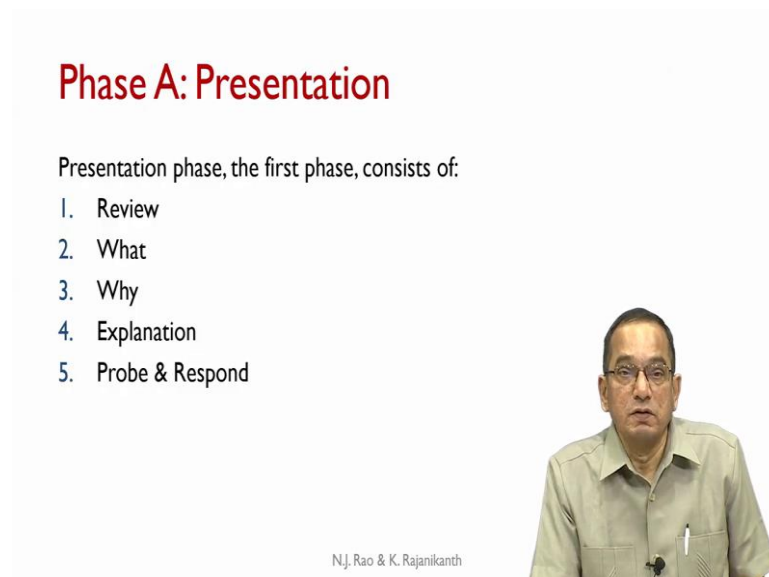 Phase A: Presentation
Presentation phase, the first phase, consists of:
1. Review
2. What
3. Why
4. Explanation
5. Probe & Respond
N.J. Rao & K. Rajanikanth